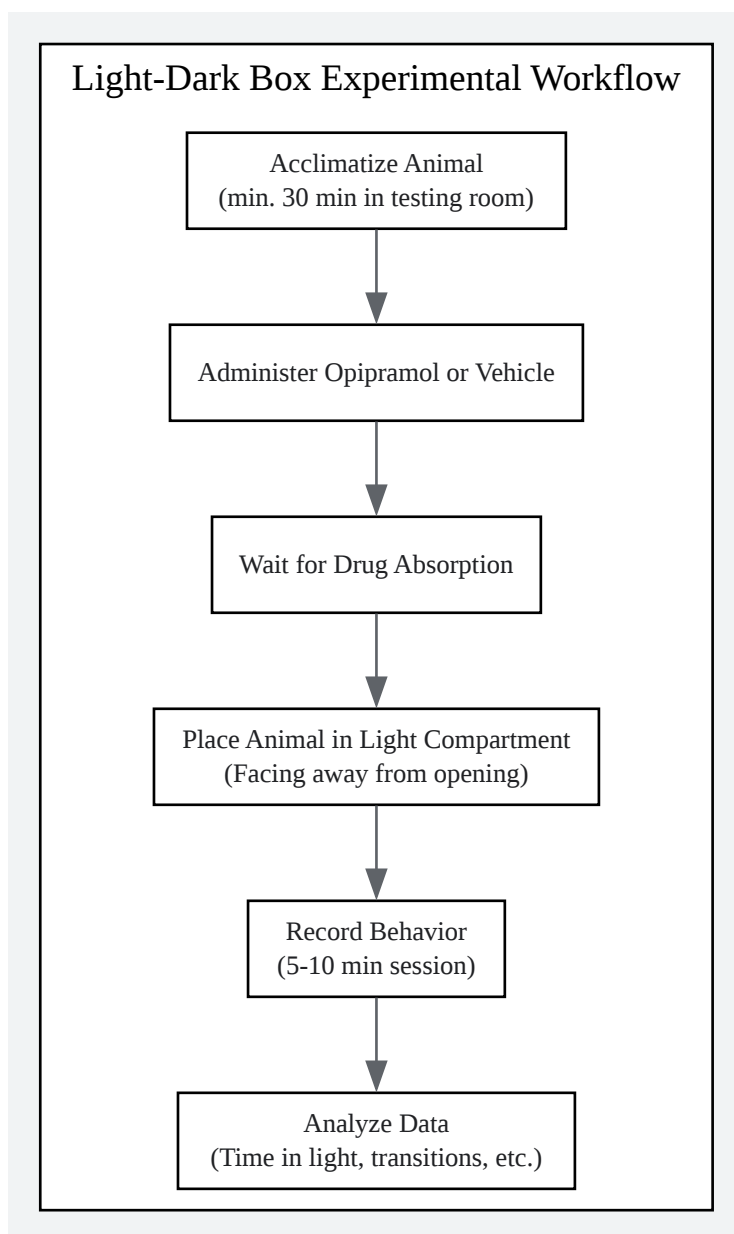 Light-Dark Box Experimental Workflow
Acclimatize Animal
(min. 30 min in testing room)
Administer Opipramol or Vehicle
Wait for Drug Absorption
Place Animal in Light Compartment
(Facing away from opening)
Record Behavior
(5-10 min session)
Analyze Data
(Time in light, transitions, etc.)